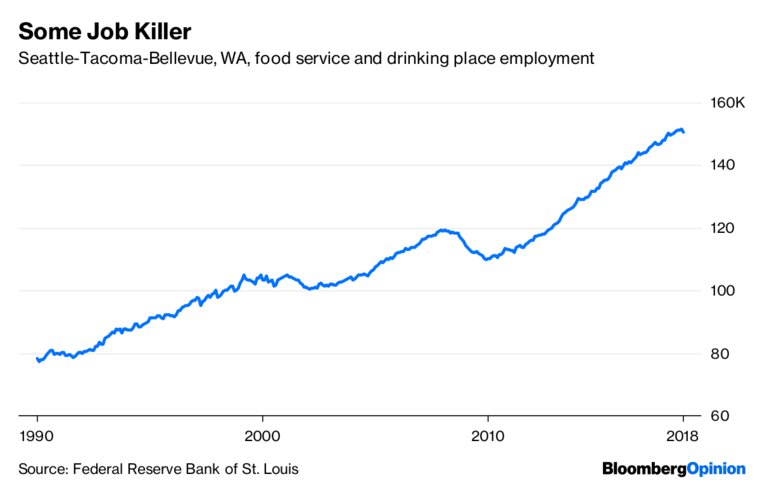 Some Job Killer
Seattle-Tacoma-Bellevue, WA, food service and drinking place employment
160K
140
120
100
80
60
1990 2000 2010 2018
Source: Federal Reserve Bank of St. Louis
BloombergOpinion